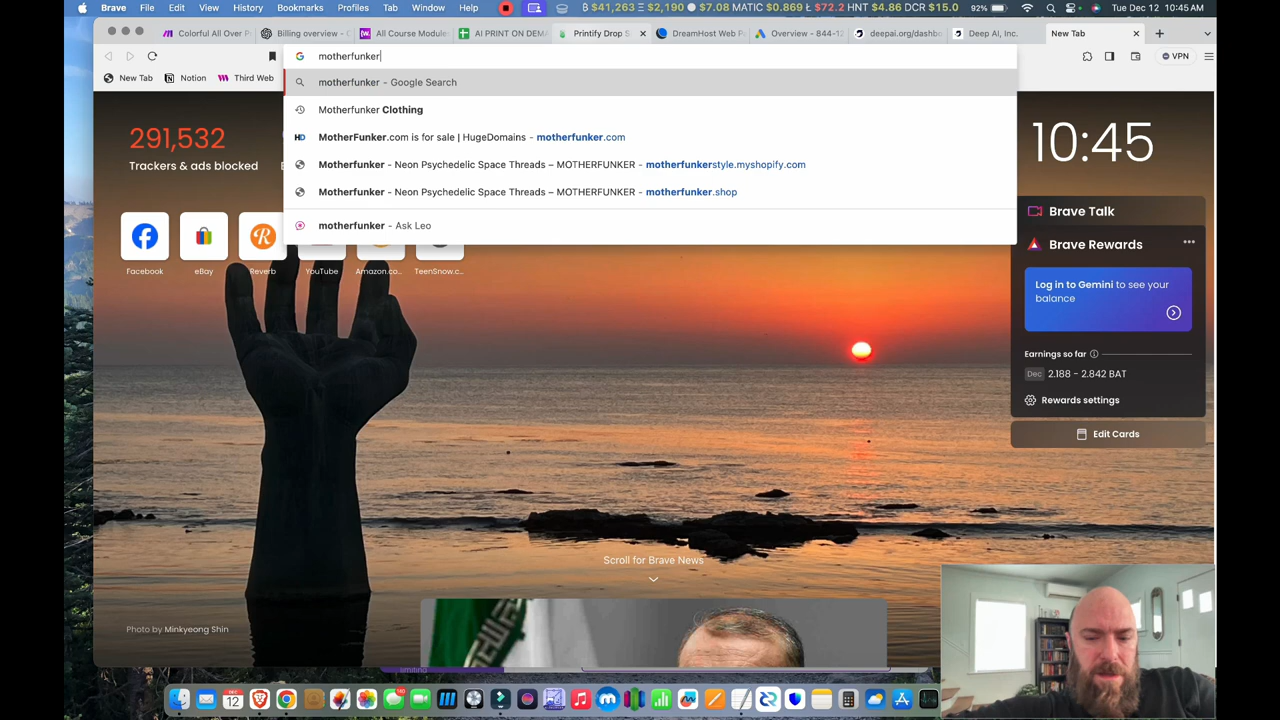 Brave File Edit View History Bookmarks Profiles Tab Window Help
₿ $41,263 Ξ $2,190 $7.08 MATIC $0.869 Ł $72.2 HNT $4.86 DCR $15.0 92% Tue Dec 12 10:45 AM
Colorful All Over P
Billing overview -
All Course Module
AI PRINT ON DEM
Printify Drop S
DreamHost Web P
Overview - 844-12
deepai.org/dashbo
Deep AI, Inc.
New Tab
motherfunker
VPN
New Tab
Notion
Third Web
motherfunker - Google Search
Motherfunker Clothing
MotherFunker.com is for sale | HugeDomains - motherfunker.com
Motherfunker - Neon Psychedelic Space Threads – MOTHERFUNKER - motherfunkerstyle.myshopify.com
Motherfunker - Neon Psychedelic Space Threads – MOTHERFUNKER - motherfunker.shop
motherfunker - Ask Leo
291,532
Trackers & ads blocked
Facebook
eBay
Reverb
YouTube
Amazon.co...
TeenSnow.c...
10:45
Brave Talk
Brave Rewards
Log in to Gemini to see your
balance
Earnings so far
Dec 2.188 - 2.842 BAT
Rewards settings
Edit Cards
Scroll for Brave News
Photo by Minkyeong Shin